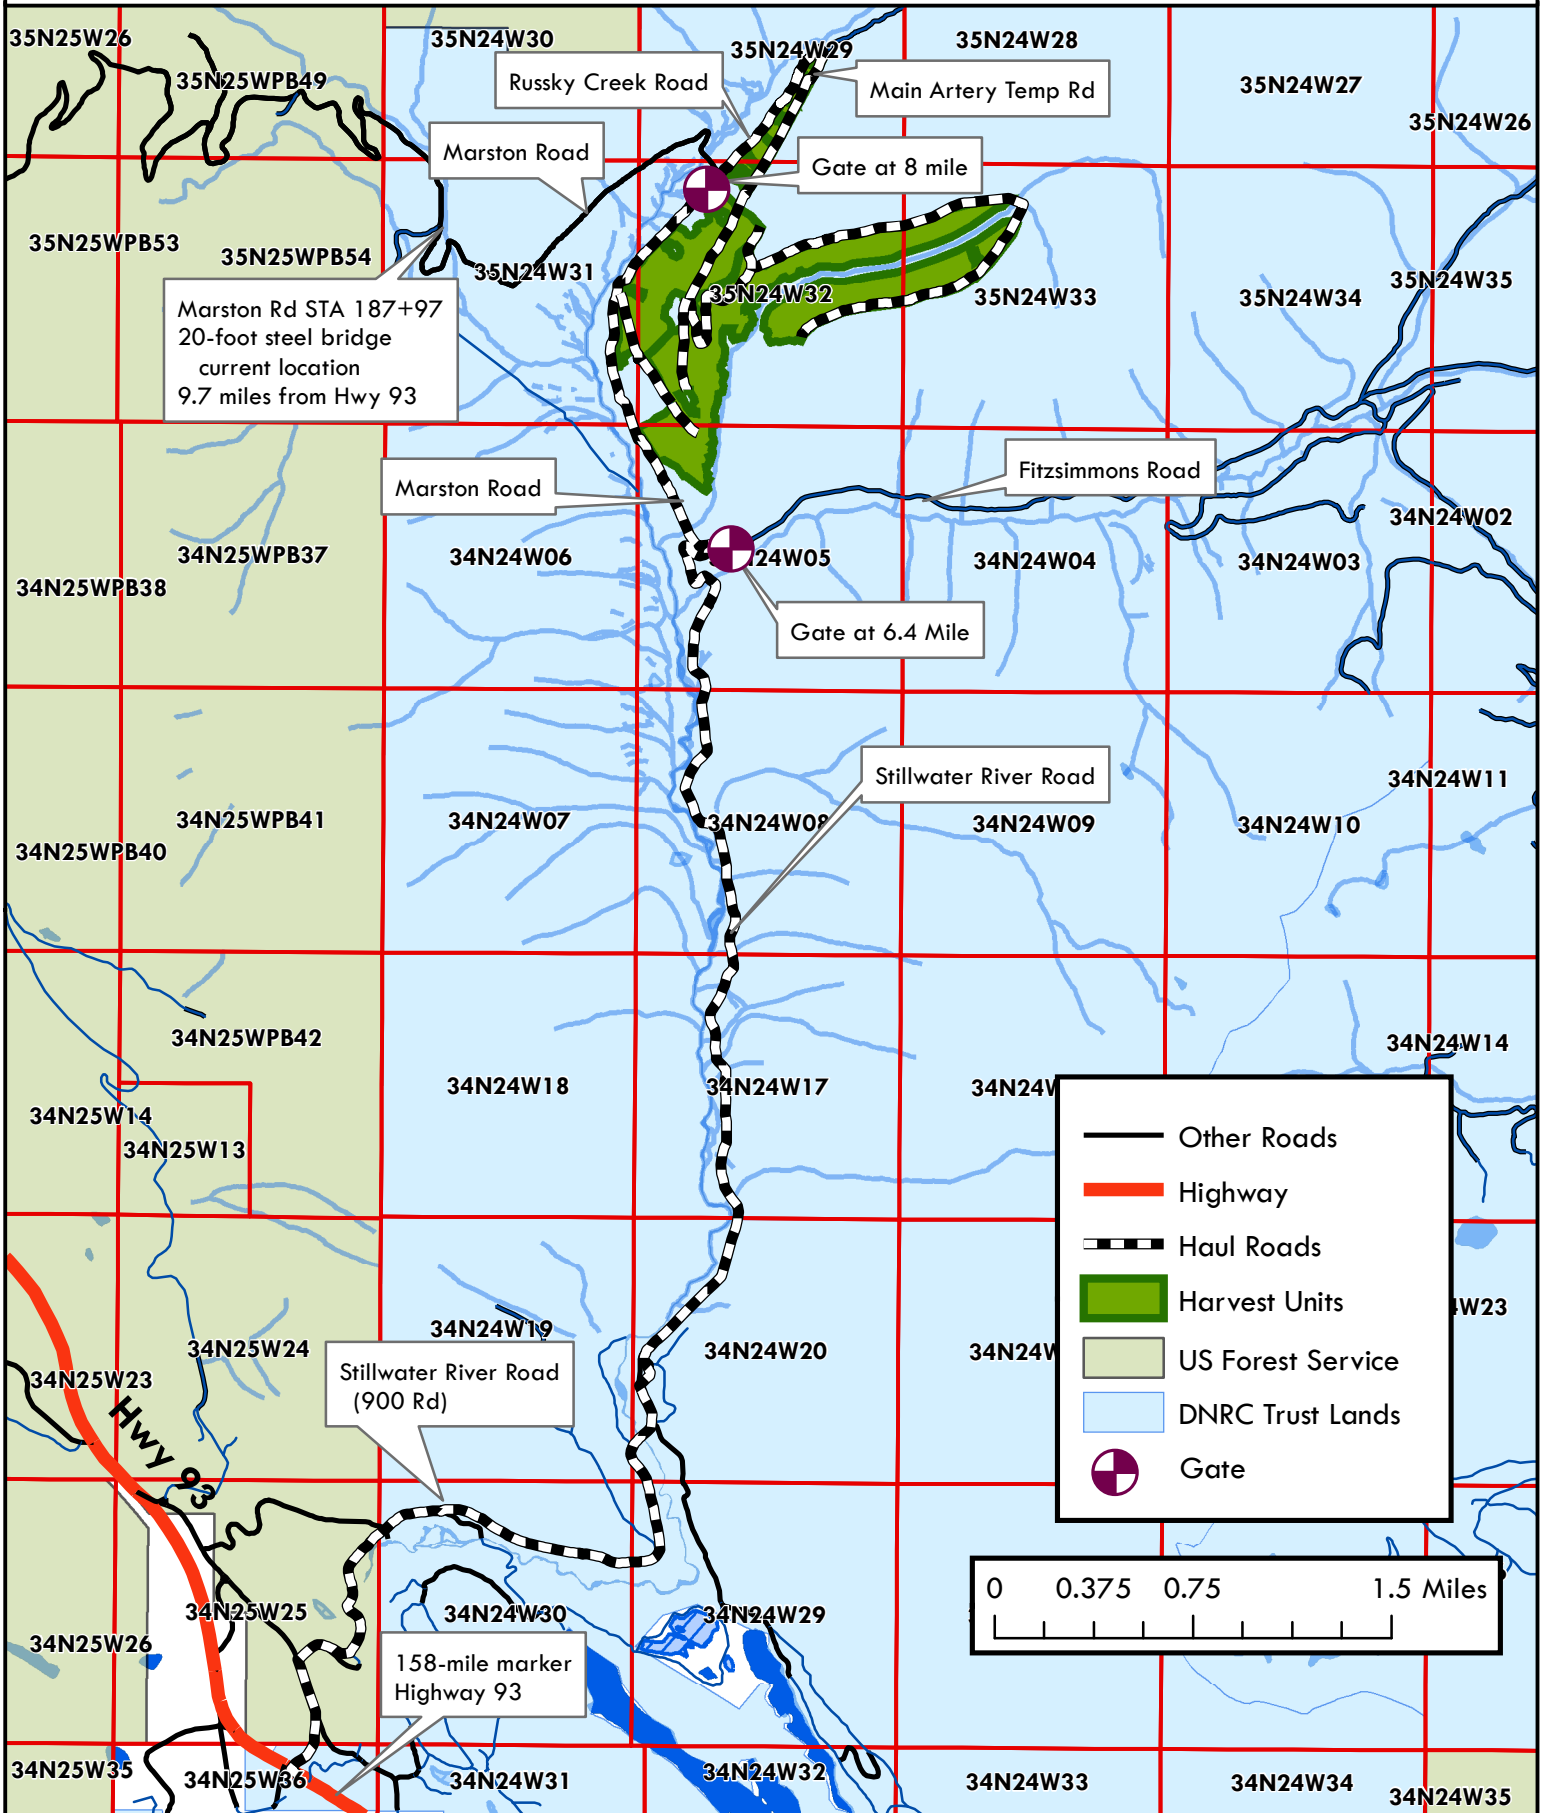 35N25W26
35N24W30
35N24W29
35N24W28
35N25WPB49
Russky Creek Road
Main Artery Temp Rd
35N24W27
35N24W26
Marston Road
Gate at 8 mile
35N25WPB53
35N25WPB54
35N24W31
35N24W32
35N24W33
35N24W34
35N24W35
Marston Rd STA 187+97
20-foot steel bridge
current location
9.7 miles from Hwy 93
Marston Road
Fitzsimmons Road
34N25WPB37
34N25WPB38
34N24W06
24W05
34N24W04
34N24W03
34N24W02
Gate at 6.4 Mile
Stillwater River Road
34N25WPB41
34N25WPB40
34N24W07
34N24W08
34N24W09
34N24W10
34N24W11
34N25WPB42
34N24W14
34N24W18
34N24W17
34N24W
34N25W14
34N25W13
Other Roads
Highway
Haul Roads
Harvest Units
US Forest Service
DNRC Trust Lands
Gate
34N24W19
34N24W20
34N24W
W23
34N25W24
34N25W23
Hwy 93
Stillwater River Road
(900 Rd)
34N25W25
34N25W26
34N24W30
34N24W29
0 0.375 0.75 1.5 Miles
158-mile marker
Highway 93
34N25W35
34N25W36
34N24W31
34N24W32
34N24W33
34N24W34
34N24W35